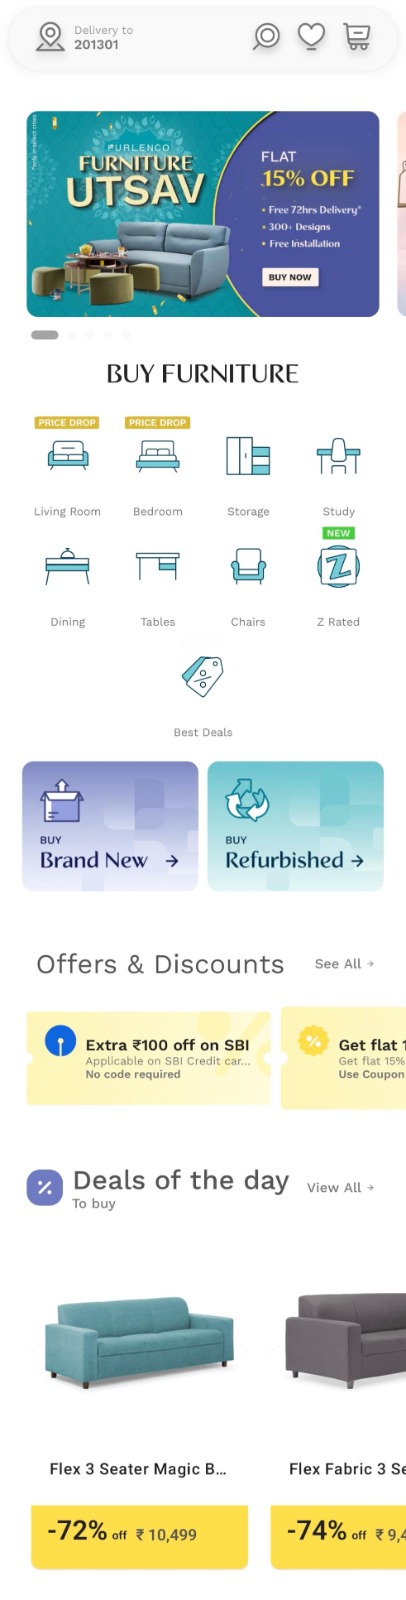 Delivery to
201301
*only in select cities
FURLENCO
FURNITURE
UTSAV
FLAT
15% OFF
• Free 72hrs Delivery*
• 300+ Designs
• Free Installation
BUY NOW
BUY FURNITURE
PRICE DROP PRICE DROP
Living Room Bedroom Storage Study
NEW
Dining Tables Chairs Z Rated
Best Deals
BUY
Brand New →
BUY
Refurbished →
Offers & Discounts See All →
Extra ₹100 off on SBI
Applicable on SBI Credit car...
No code required
Get flat 1
Get flat 15%
Use Coupon
Deals of the day View All →
To buy
Flex 3 Seater Magic B... Flex Fabric 3 Se
-72% off ₹ 10,499 -74% off ₹ 9,4